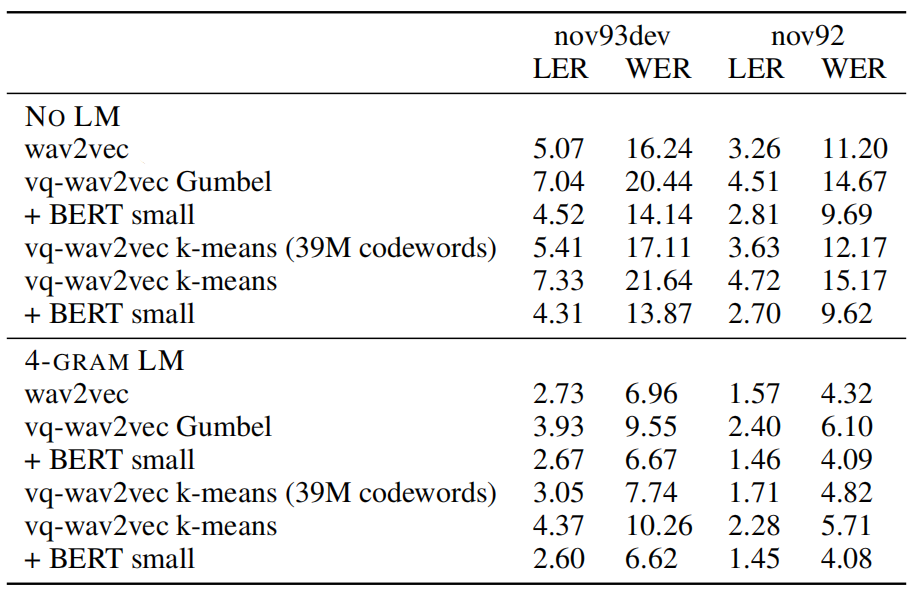 nov93dev nov92
LER WER LER WER
NO LM
wav2vec 5.07 16.24 3.26 11.20
vq-wav2vec Gumbel 7.04 20.44 4.51 14.67
+ BERT small 4.52 14.14 2.81 9.69
vq-wav2vec k-means (39M codewords) 5.41 17.11 3.63 12.17
vq-wav2vec k-means 7.33 21.64 4.72 15.17
+ BERT small 4.31 13.87 2.70 9.62
4-GRAM LM
wav2vec 2.73 6.96 1.57 4.32
vq-wav2vec Gumbel 3.93 9.55 2.40 6.10
+ BERT small 2.67 6.67 1.46 4.09
vq-wav2vec k-means (39M codewords) 3.05 7.74 1.71 4.82
vq-wav2vec k-means 4.37 10.26 2.28 5.71
+ BERT small 2.60 6.62 1.45 4.08